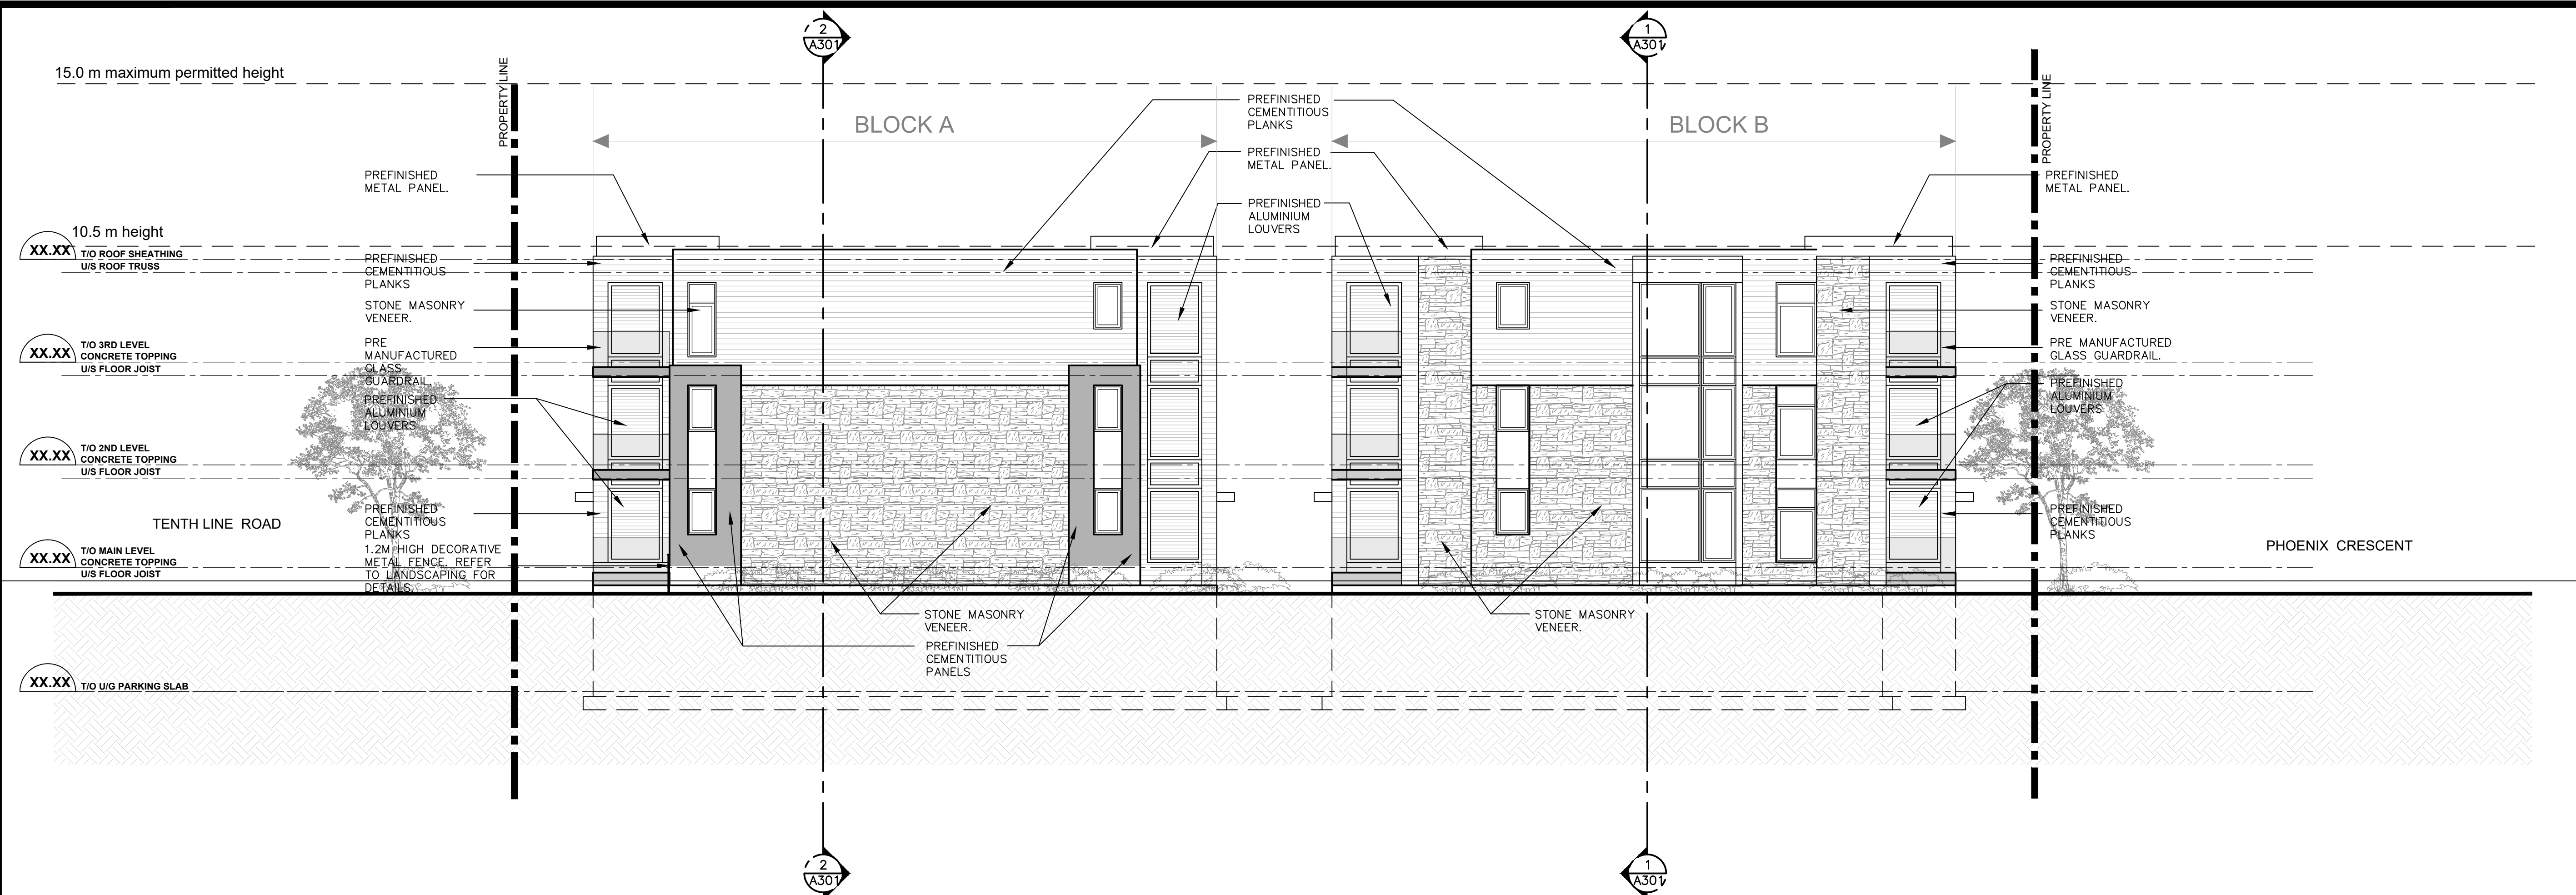 2
A301
1
A301
15.0 m maximum permitted height
PROPERTY LINE
PROPERTY LINE
BLOCK A
BLOCK B
PREFINISHED
CEMENTITIOUS
PLANKS
PREFINISHED
METAL PANEL.
PREFINISHED
ALUMINIUM
LOUVERS
PREFINISHED
METAL PANEL.
PREFINISHED
METAL PANEL.
10.5 m height
XX.XX
T/O ROOF SHEATHING
U/S ROOF TRUSS
PREFINISHED
CEMENTITIOUS
PLANKS
STONE MASONRY
VENEER.
PRE
MANUFACTURED
GLASS
GUARDRAIL.
PREFINISHED
ALUMINIUM
LOUVERS
PREFINISHED
CEMENTITIOUS
PLANKS
1.2M HIGH DECORATIVE
METAL FENCE, REFER
TO LANDSCAPING FOR
DETAILS.
XX.XX
T/O 3RD LEVEL
CONCRETE TOPPING
U/S FLOOR JOIST
XX.XX
T/O 2ND LEVEL
CONCRETE TOPPING
U/S FLOOR JOIST
TENTH LINE ROAD
XX.XX
T/O MAIN LEVEL
CONCRETE TOPPING
U/S FLOOR JOIST
PREFINISHED
CEMENTITIOUS
PLANKS
STONE MASONRY
VENEER.
PRE MANUFACTURED
GLASS GUARDRAIL.
PREFINISHED
ALUMINIUM
LOUVERS
PREFINISHED
CEMENTITIOUS
PLANKS
PHOENIX CRESCENT
STONE MASONRY
VENEER.
PREFINISHED
CEMENTITIOUS
PANELS
STONE MASONRY
VENEER.
XX.XX
T/O U/G PARKING SLAB
2
A301
1
A301